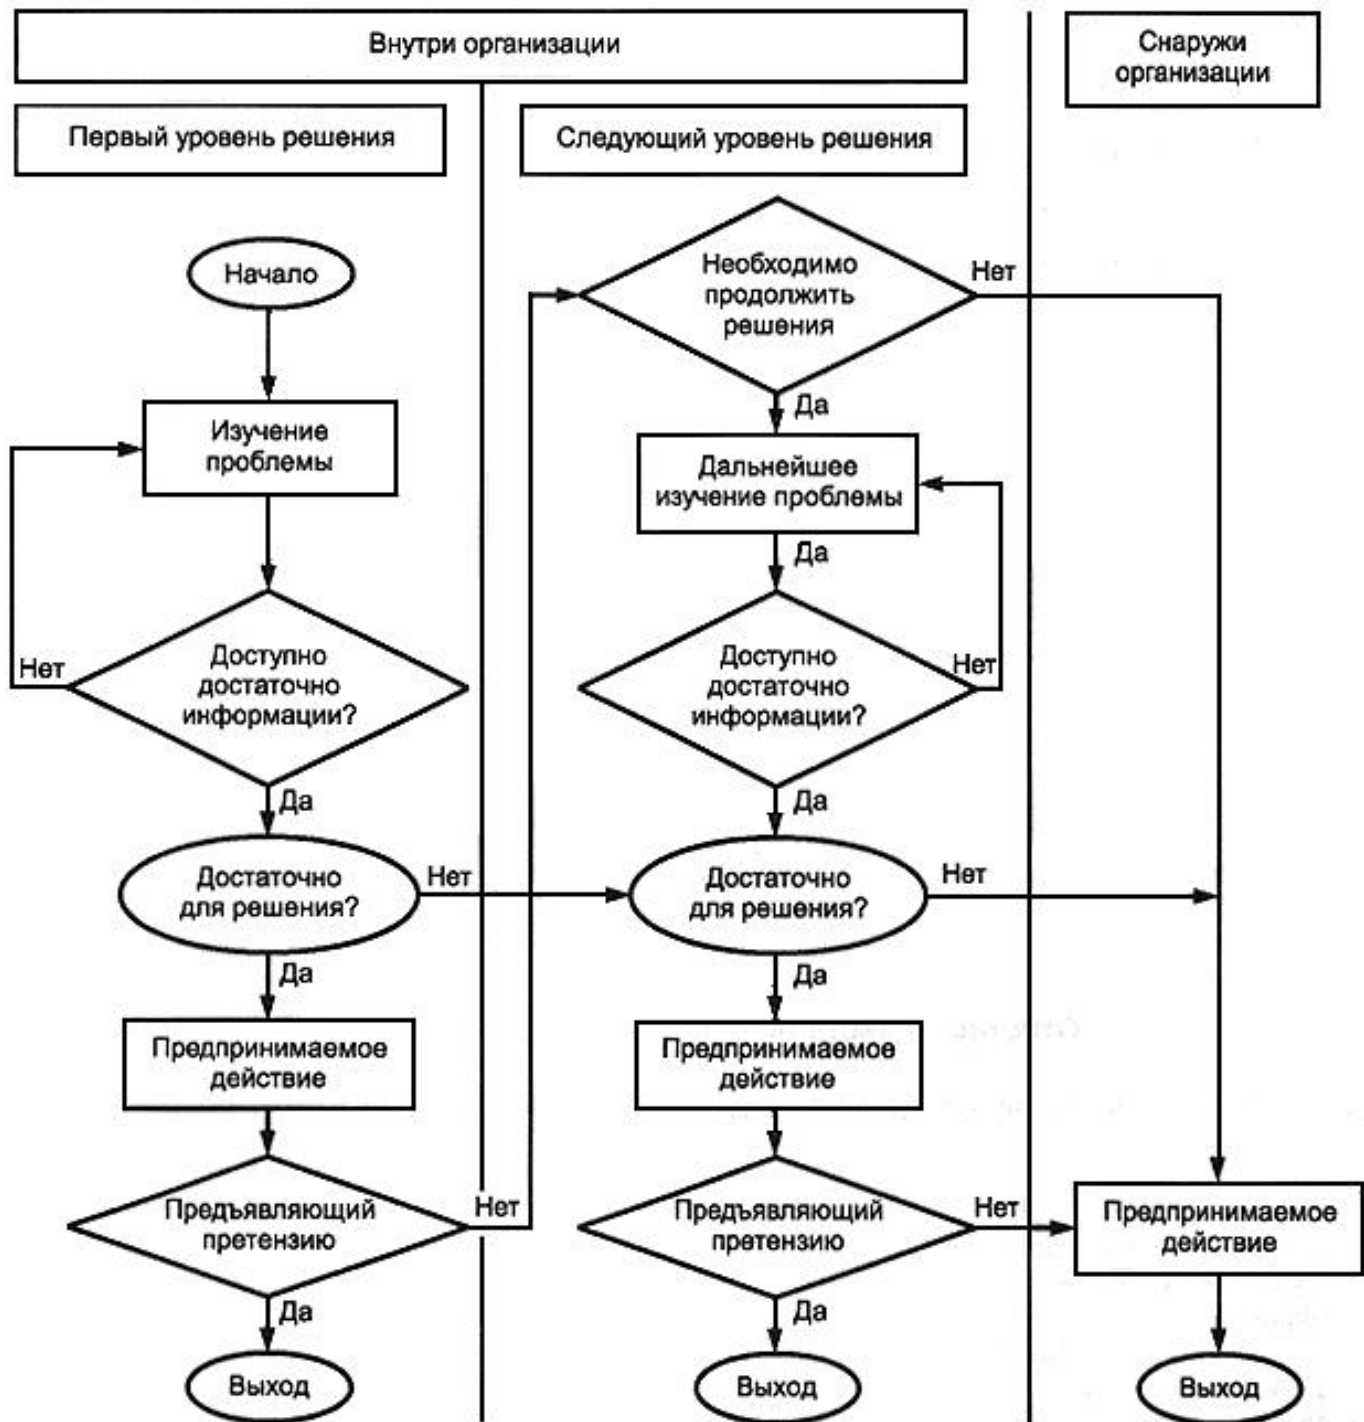 Внутри организации
Снаружи
организации
Первый уровень решения
Следующий уровень решения
Начало
Необходимо
продолжить
решения
Нет
Да
Изучение
проблемы
Дальнейшее
изучение проблемы
Да
Доступно
достаточно
информации?
Нет
Доступно
достаточно
информации?
Нет
Да
Да
Достаточно
для решения?
Нет
Достаточно
для решения?
Нет
Да
Да
Предпринимаемое
действие
Предпринимаемое
действие
Предъявляющий
претензию
Нет
Предъявляющий
претензию
Нет
Предпринимаемое
действие
Да
Да
Выход
Выход
Выход